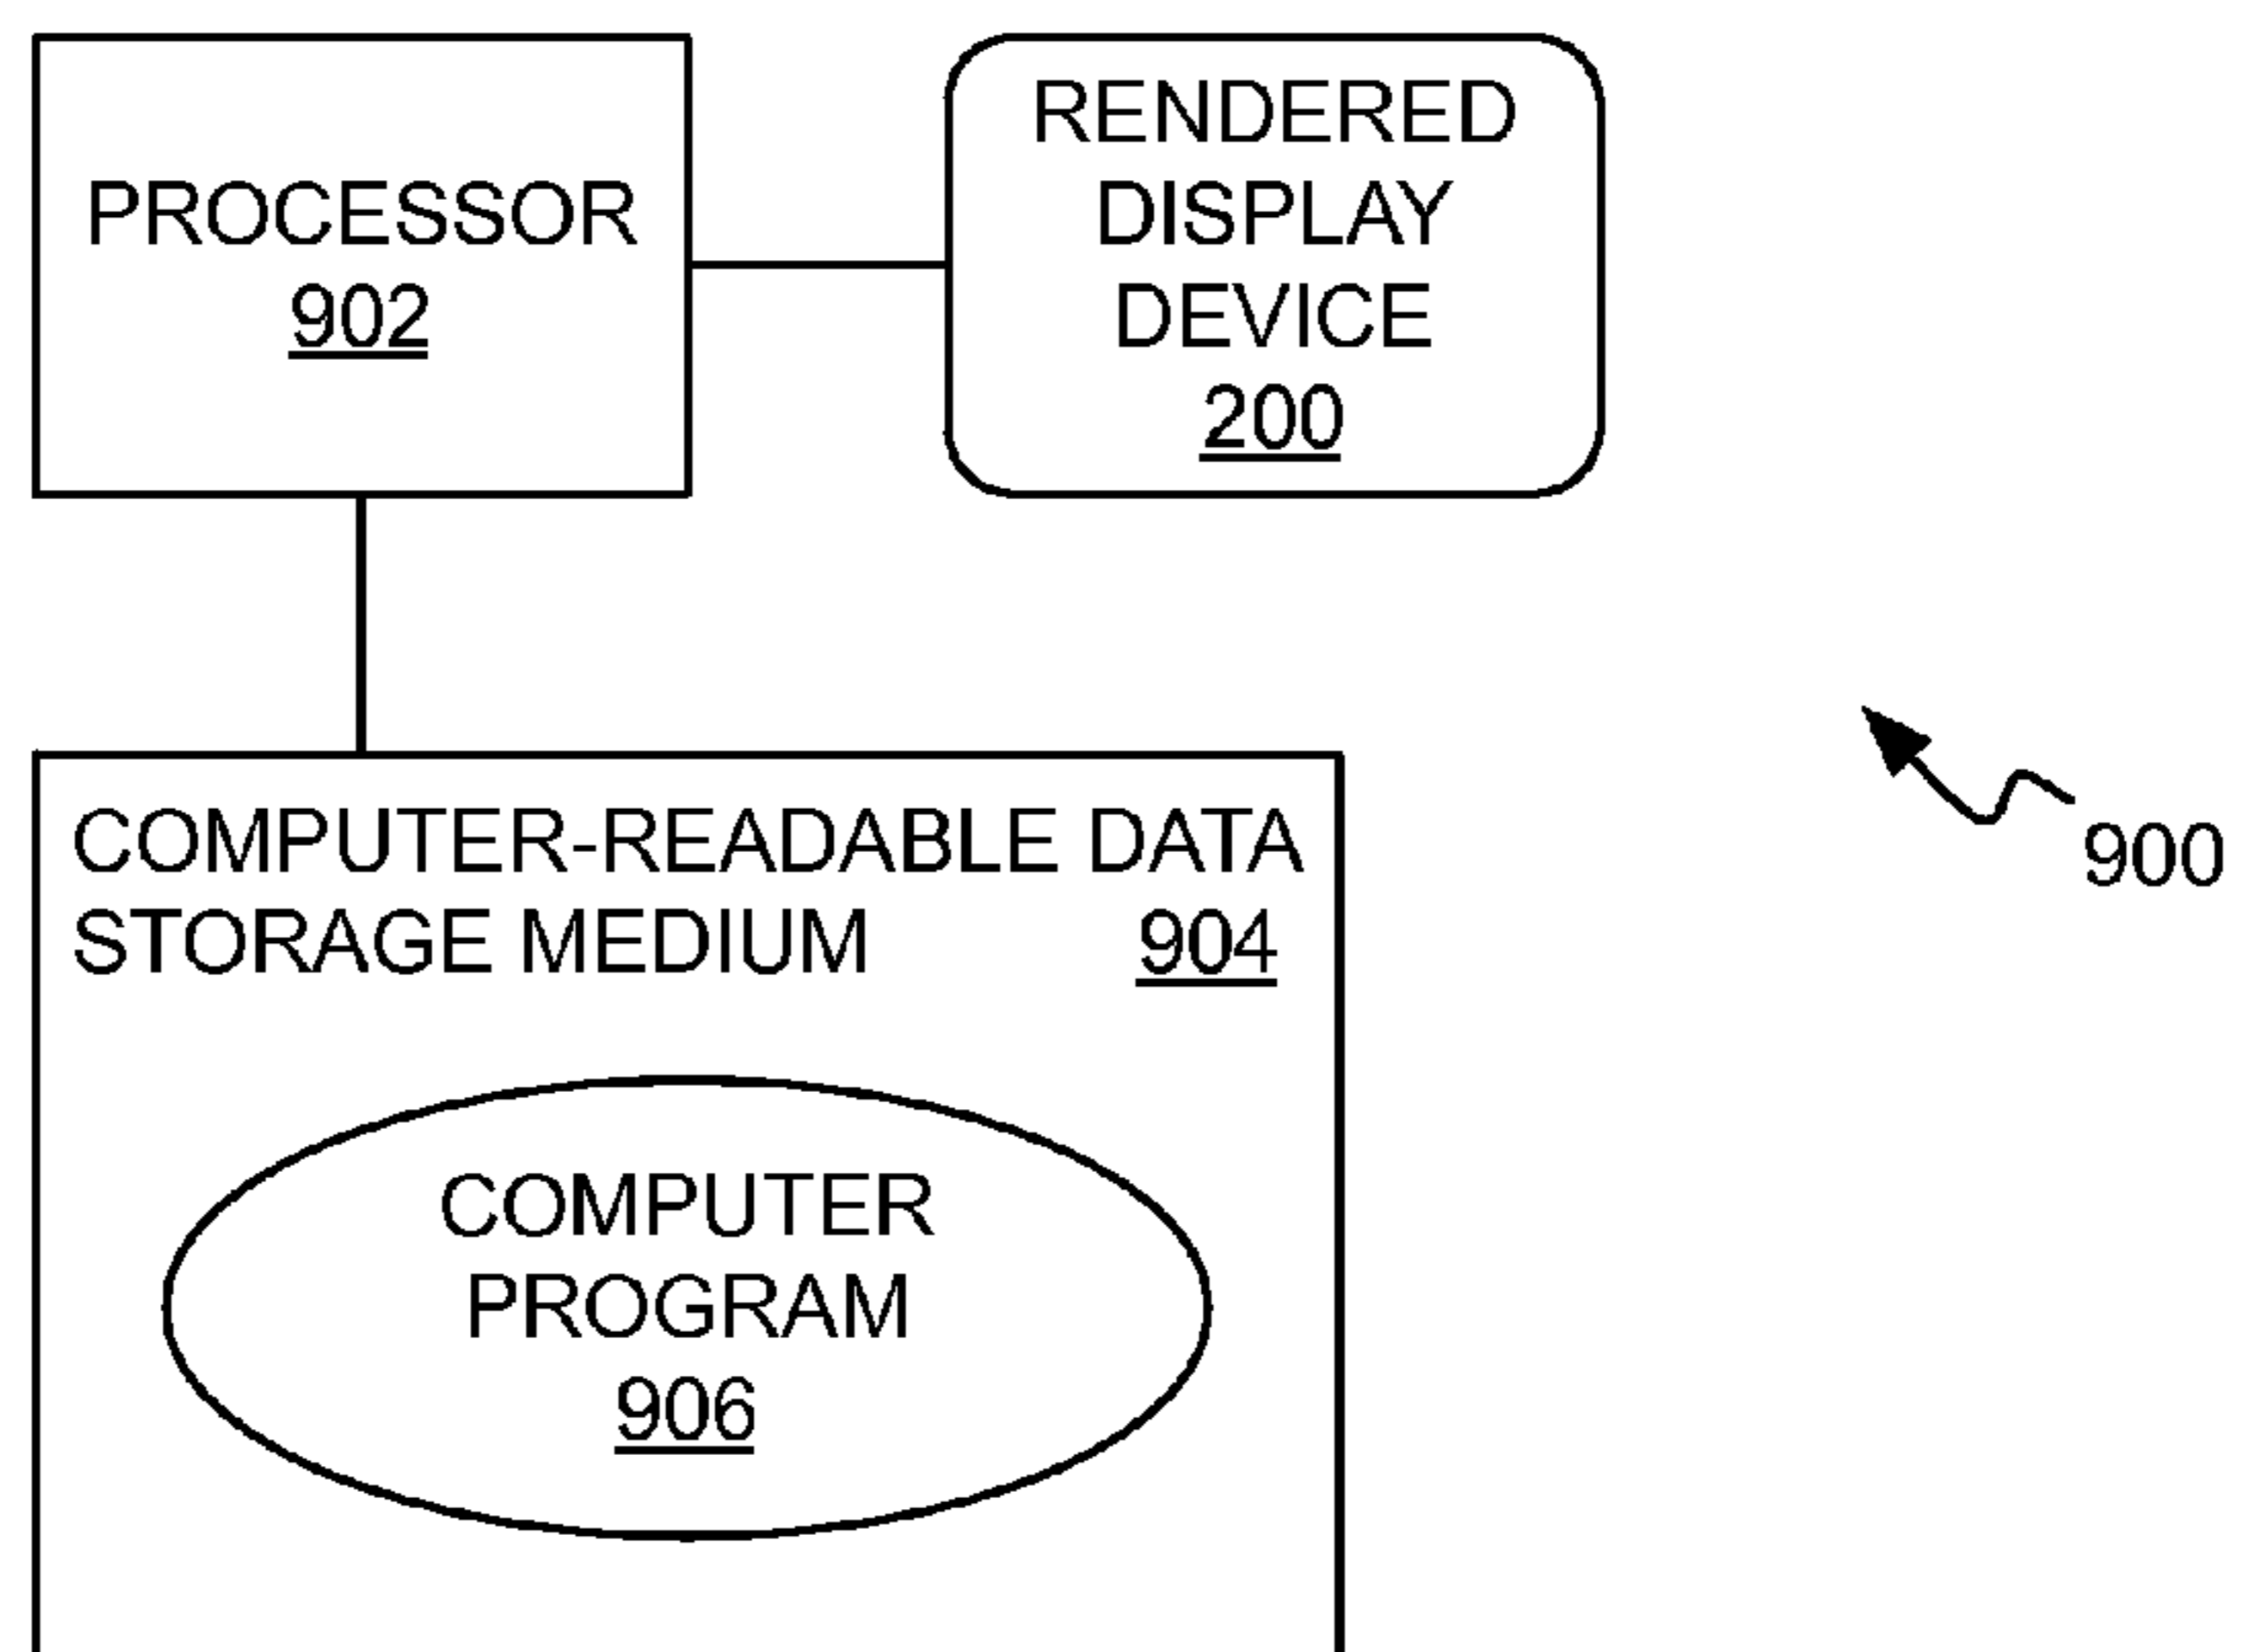 PROCESSOR
902
RENDERED
DISPLAY
DEVICE
200
COMPUTER-READABLE DATA
STORAGE MEDIUM 904
COMPUTER
PROGRAM
906
900